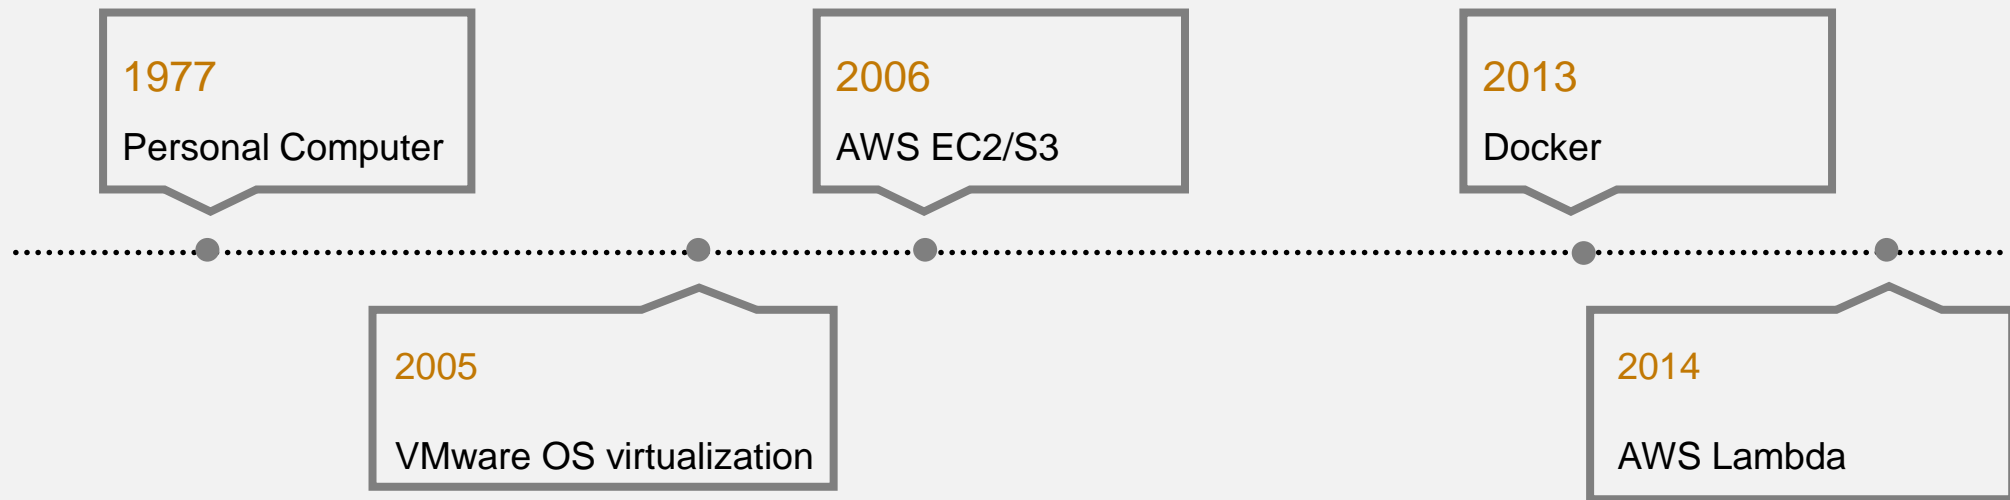 1977
Personal Computer
2005
VMware OS virtualization
2006
AWS EC2/S3
2013
Docker
2014
AWS Lambda